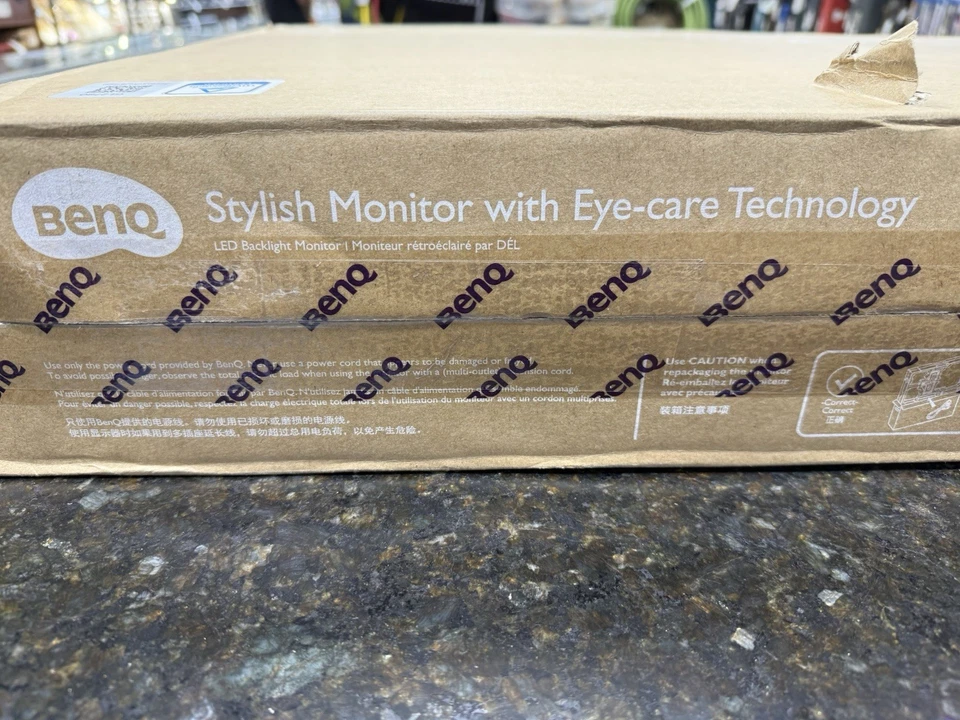 BenQ
Stylish Monitor with Eye-care Technology
LED Backlight Monitor | Moniteur rétroéclairé par DÉL
BenQ BenQ BenQ BenQ BenQ BenQ BenQ
BenQ BenQ BenQ BenQ BenQ BenQ BenQ BenQ
Use only the power cord provided by BenQ. use a power cord that to be damaged or
To avoid observe the total load when using the with a (multi-outlet) cord.
N'utilisez d'alimentation par BenQ. N'utilisez câble d'alimentation endommagé.
Pour danger possible, respectez la charge électrique totale lors de l'utilisation du moniteur avec un cordon multiprises.
只使用BenQ提供的电源线。请勿使用已损坏或磨损的电源线。
使用显示器时如果用到多插座延长线，请勿超过总用电负荷，以免产生危险。
Use CAUTION when
repackaging the monitor
Ré-emballez moniteur
avec
装箱注意事项
Correct
Correct
正确